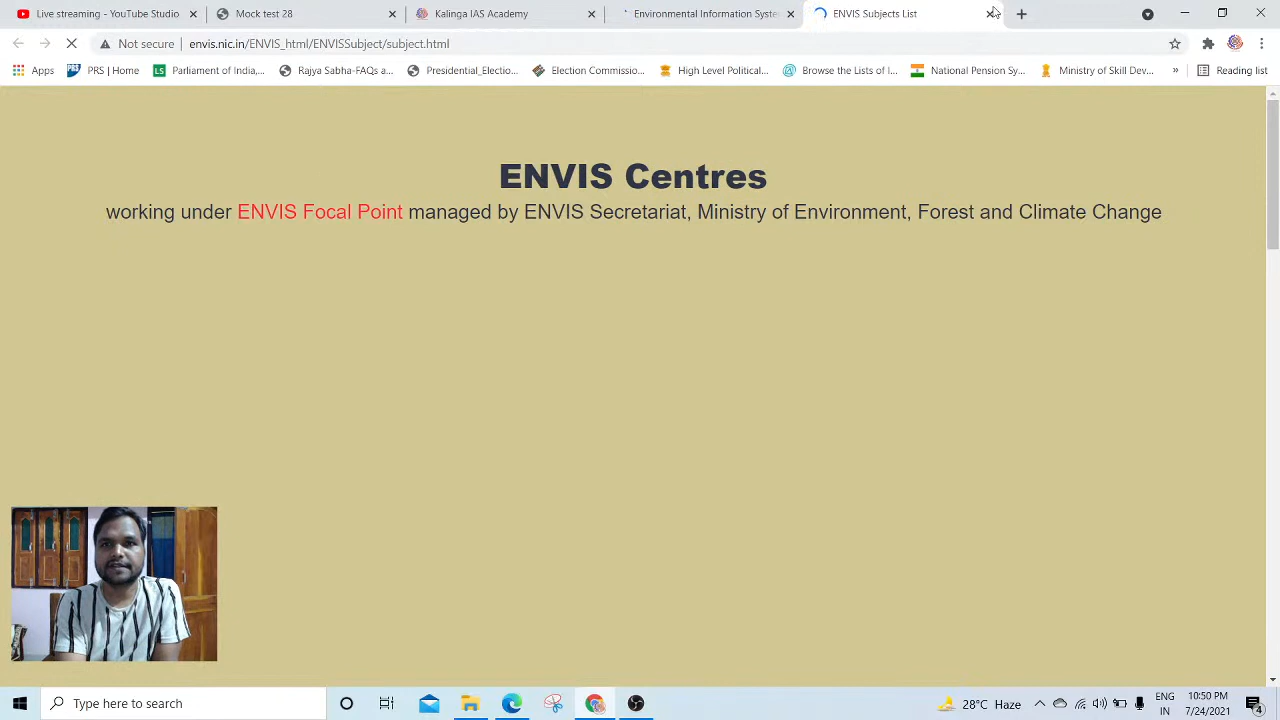 Live streaming - YouTube Studio
Mock test 28
Kalinga IAS Academy
Environmental Information System
ENVIS Subjects List
Not secure envis.nic.in/ENVIS_html/ENVISSubject/subject.html
Apps PRS | Home Parliament of India,... Rajya Sabha-FAQs a... Presidential_Electio... Election Commissio... High Level Political... Browse the Lists of I... National Pension Sy... Ministry of Skill Dev... » Reading list
ENVIS Centres
working under ENVIS Focal Point managed by ENVIS Secretariat, Ministry of Environment, Forest and Climate Change
Type here to search
28°C Haze
ENG
IN
10:50 PM
7/24/2021
4